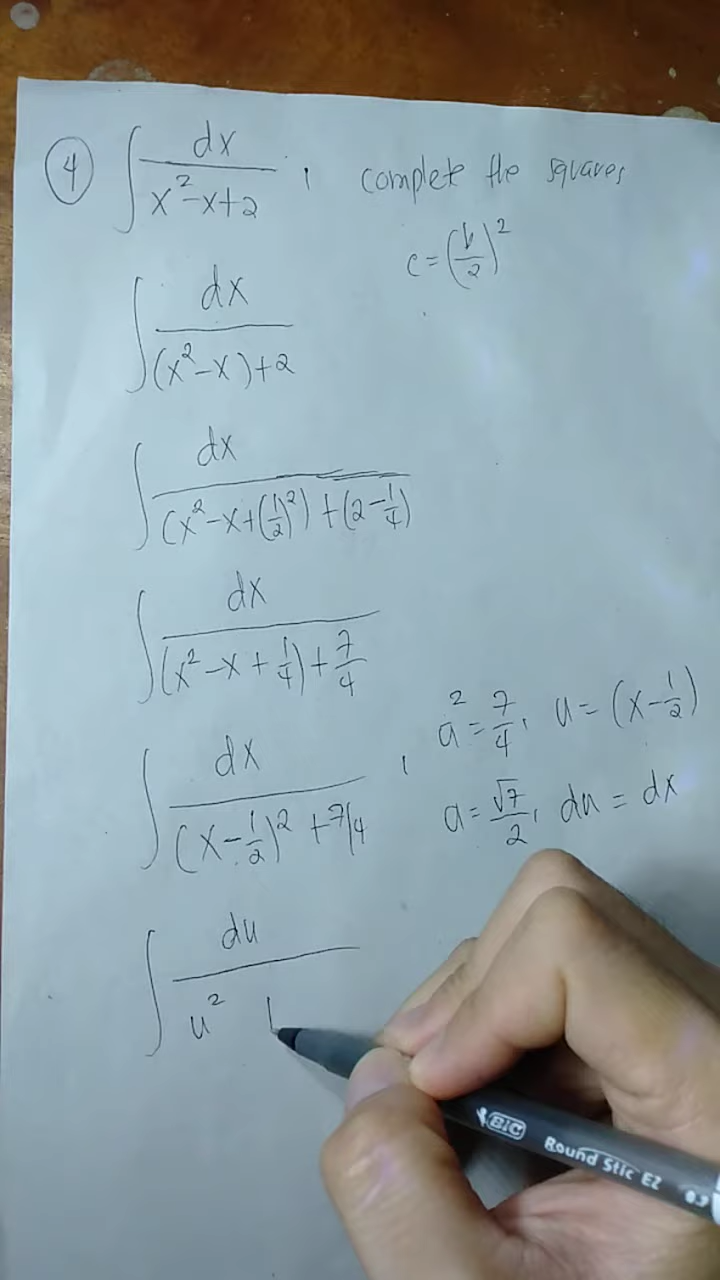 ④ ∫ dx / (x² - x + 2) , complete the squares
c = (b/2)²
∫ dx / ((x² - x) + 2)
∫ dx / ((x² - x + (1/2)²) + (2 - 1/4))
∫ dx / ((x² - x + 1/4) + 7/4)
∫ dx / ((x - 1/2)² + 7/4) , a² = 7/4, u = (x - 1/2)
a = √7/2, du = dx
∫ du / u²
BIC Round Stic EZ